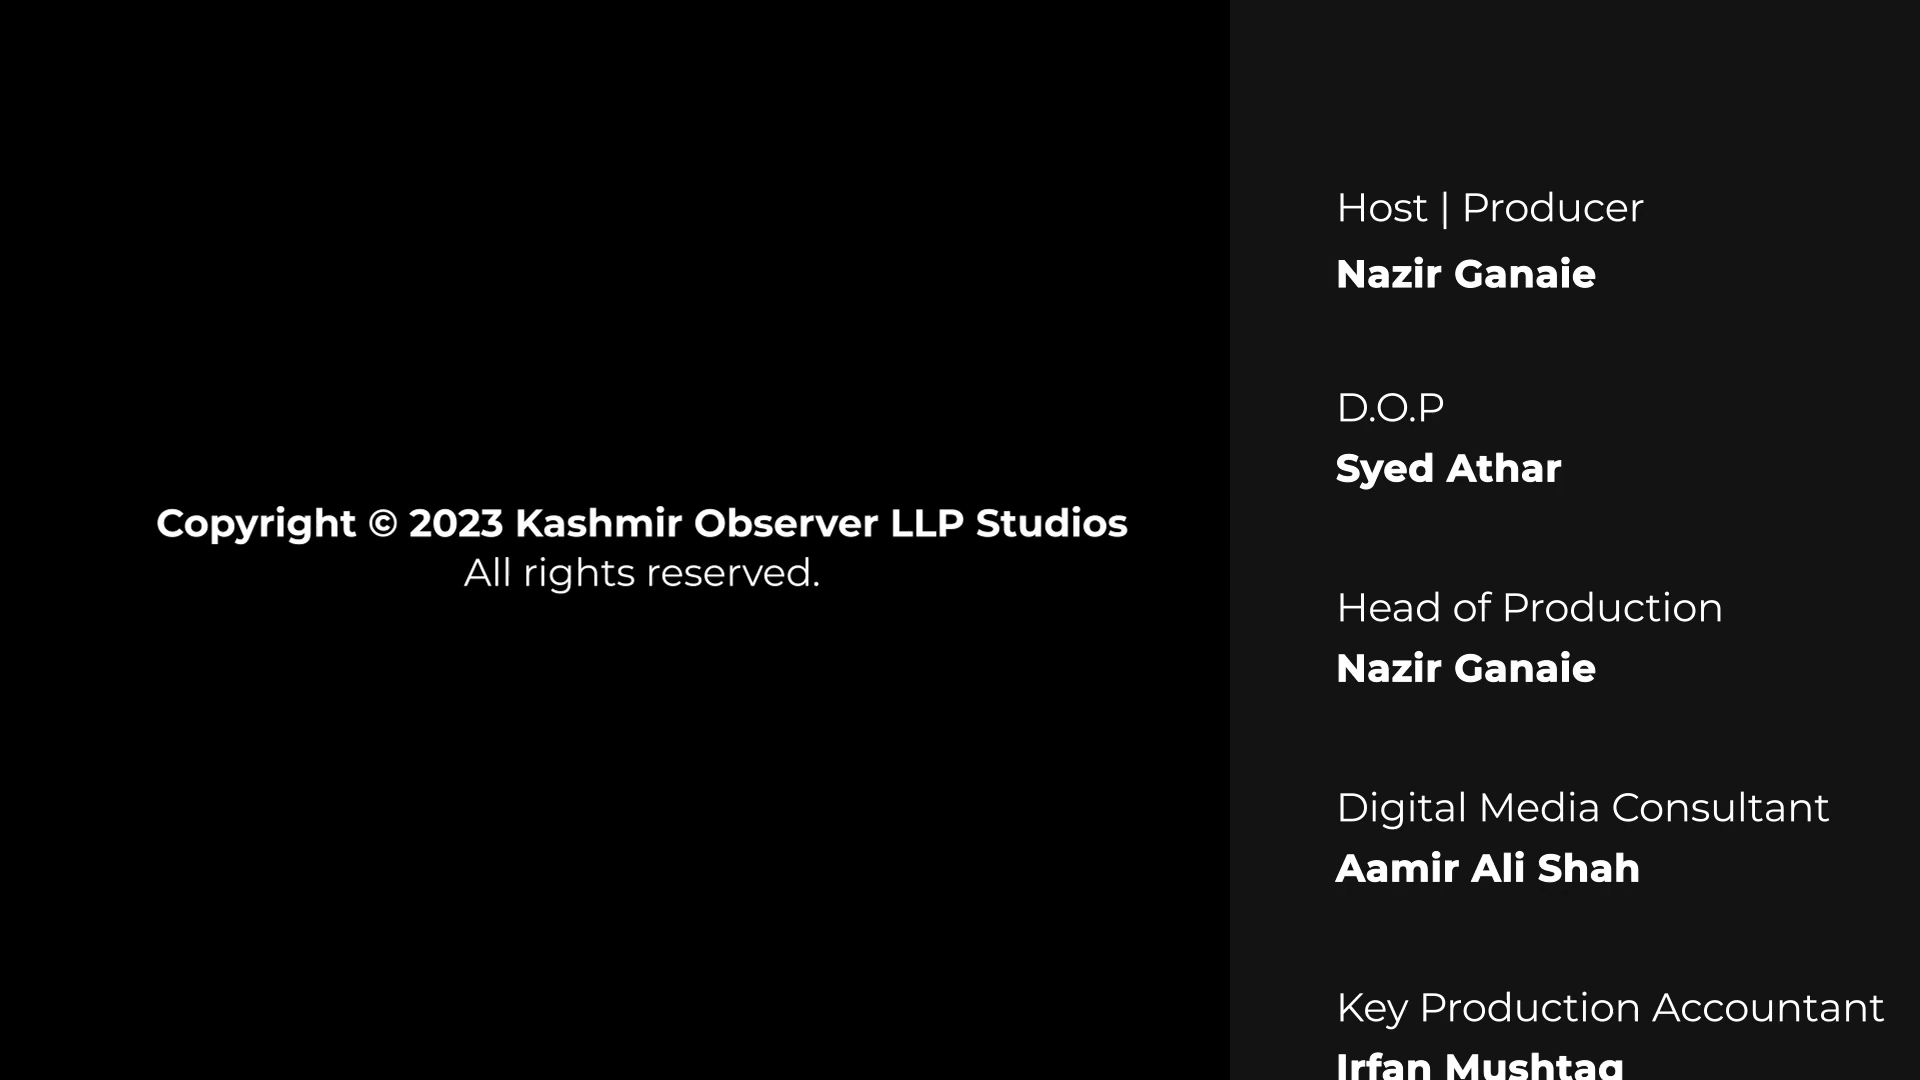 Copyright © 2023 Kashmir Observer LLP Studios
All rights reserved.
Host | Producer
Nazir Ganaie
D.O.P
Syed Athar
Head of Production
Nazir Ganaie
Digital Media Consultant
Aamir Ali Shah
Key Production Accountant
Irfan Mushtaq